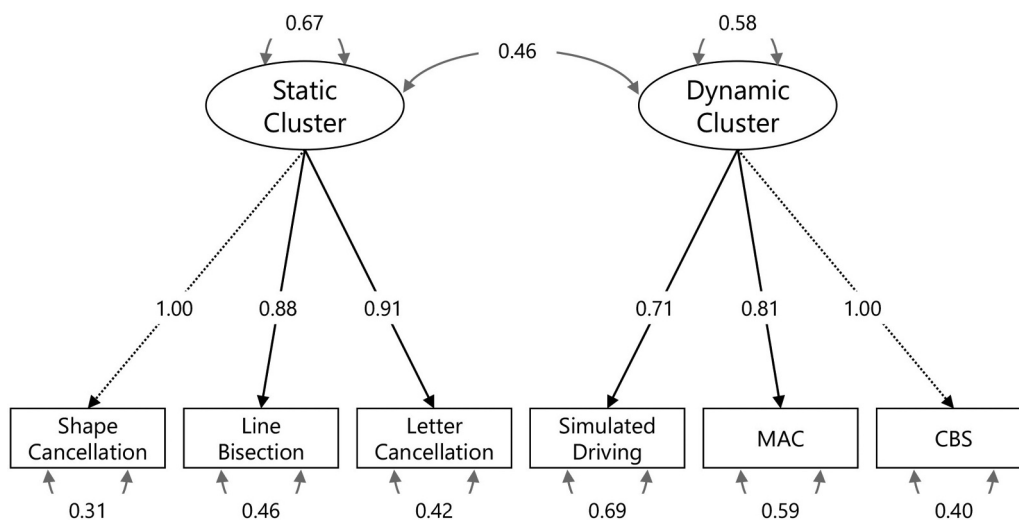 0.67
0.58
0.46
Static
Cluster
Dynamic
Cluster
1.00
0.88
0.91
0.71
0.81
1.00
Shape
Cancellation
Line
Bisection
Letter
Cancellation
Simulated
Driving
MAC
CBS
0.31
0.46
0.42
0.69
0.59
0.40